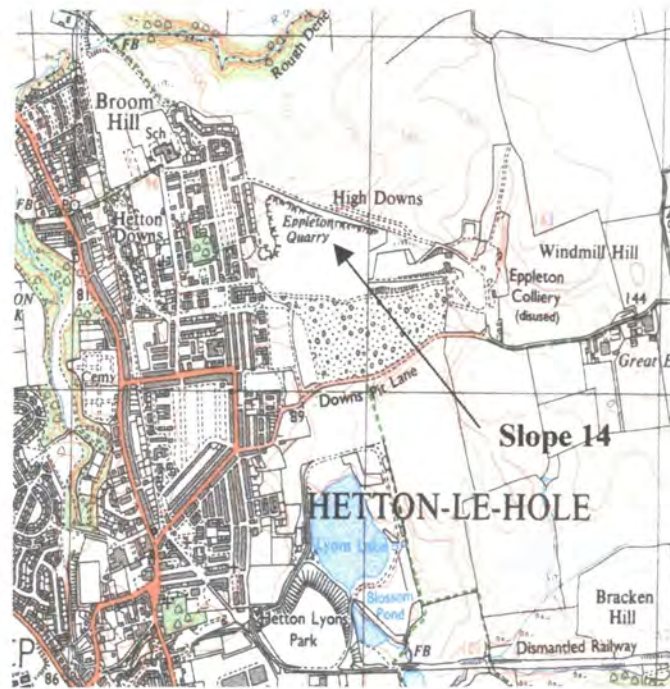 FB
Rough Dene
Broom
Hill
Sch
High Downs
FB
Hetton
Downs
Eppleton
Quarry
Windmill Hill
Eppleton
Colliery
(disused)
144
81
Great
Cemy
Downs Pit Lane
89
Slope 14
HETTON-LE-HOLE
Lyons Lake
Blossom
Pond
Hetton Lyons
Park
Bracken
Hill
FB
Dismantled Railway
86